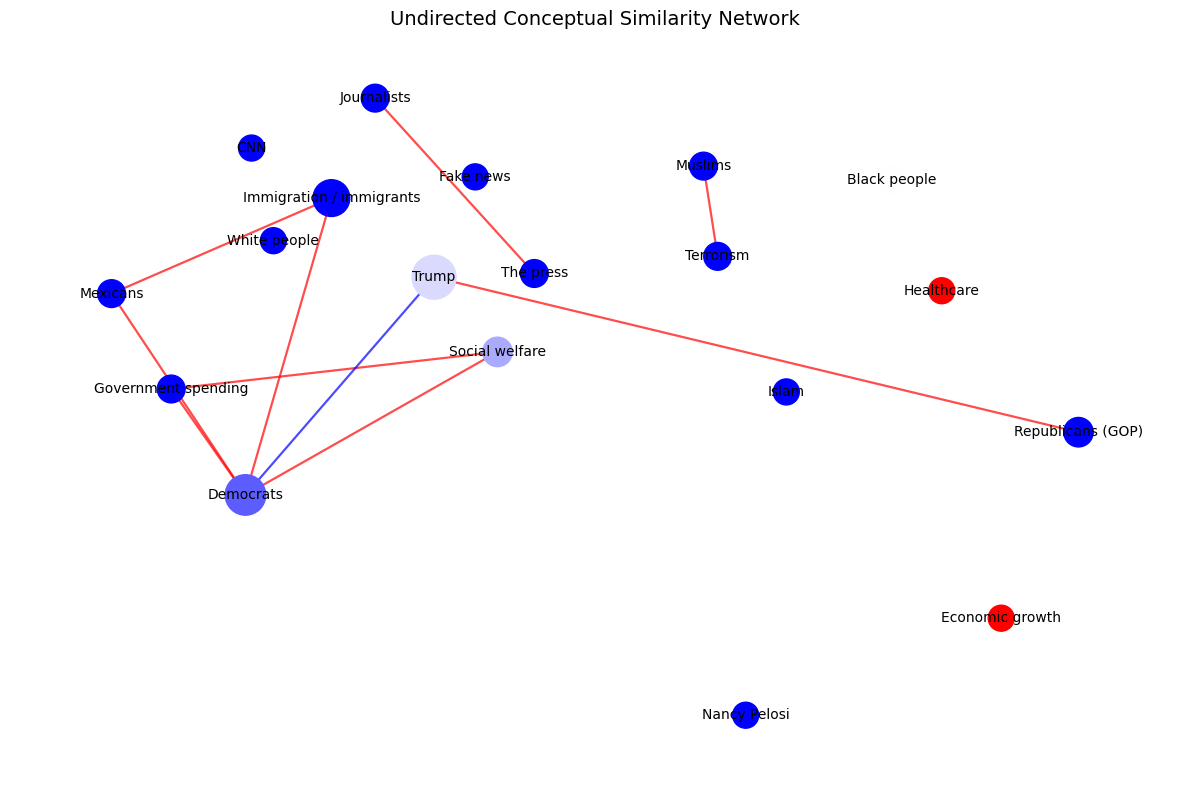 Undirected Conceptual Similarity Network
Journalists
CNN
Fake news
Muslims
Black people
Immigration / immigrants
White people
Terrorism
Trump
The press
Mexicans
Healthcare
Social welfare
Government spending
Islam
Republicans (GOP)
Democrats
Economic growth
Nancy Pelosi